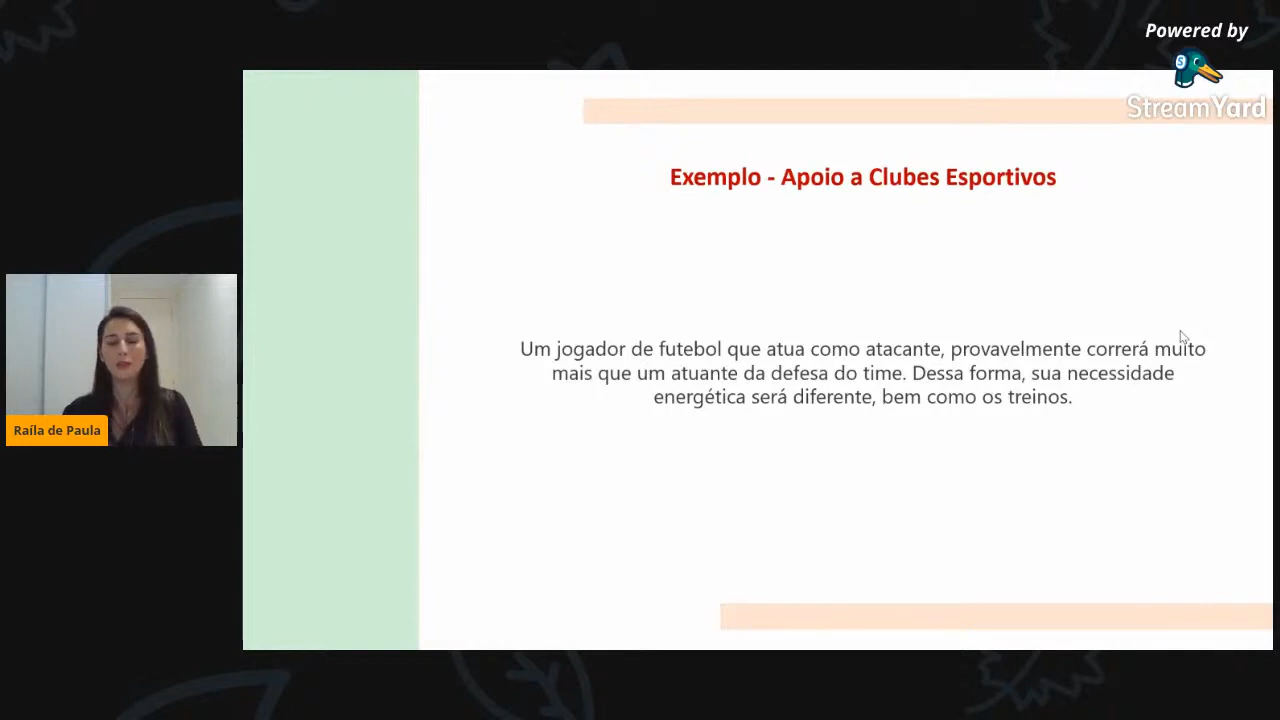 Powered by
StreamYard
Exemplo - Apoio a Clubes Esportivos
Um jogador de futebol que atua como atacante, provavelmente correrá muito
mais que um atuante da defesa do time. Dessa forma, sua necessidade
energética será diferente, bem como os treinos.
Raíla de Paula